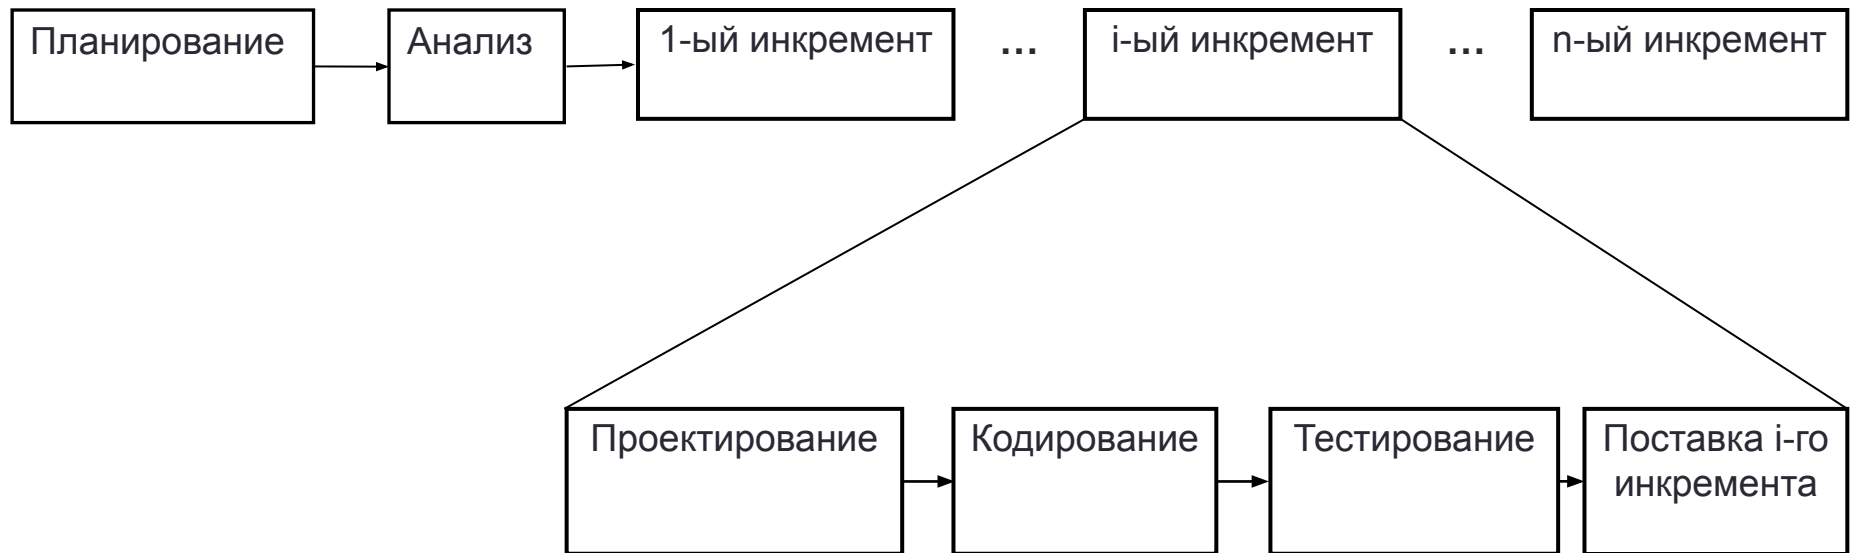 Планирование
Анализ
1-ый инкремент
...
i-ый инкремент
...
n-ый инкремент
Проектирование
Кодирование
Тестирование
Поставка i-го
инкремента